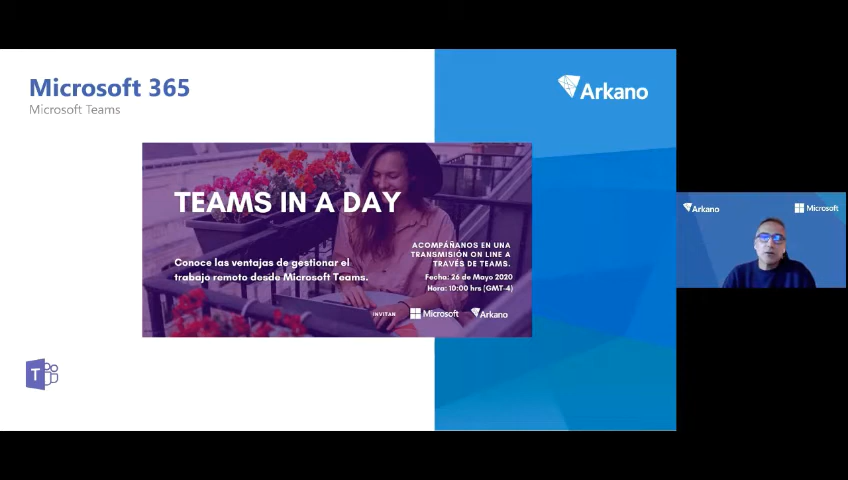 Microsoft 365
Microsoft Teams
Arkano
TEAMS IN A DAY
Conoce las ventajas de gestionar el
trabajo remoto desde Microsoft Teams.
ACOMPÁÑANOS EN UNA
TRANSMISIÓN ON LINE A
TRAVÉS DE TEAMS.
Fecha: 26 de Mayo 2020
Hora: 10:00 hrs (GMT-4)
INVITAN
Microsoft
Arkano
T
Arkano
Microsoft